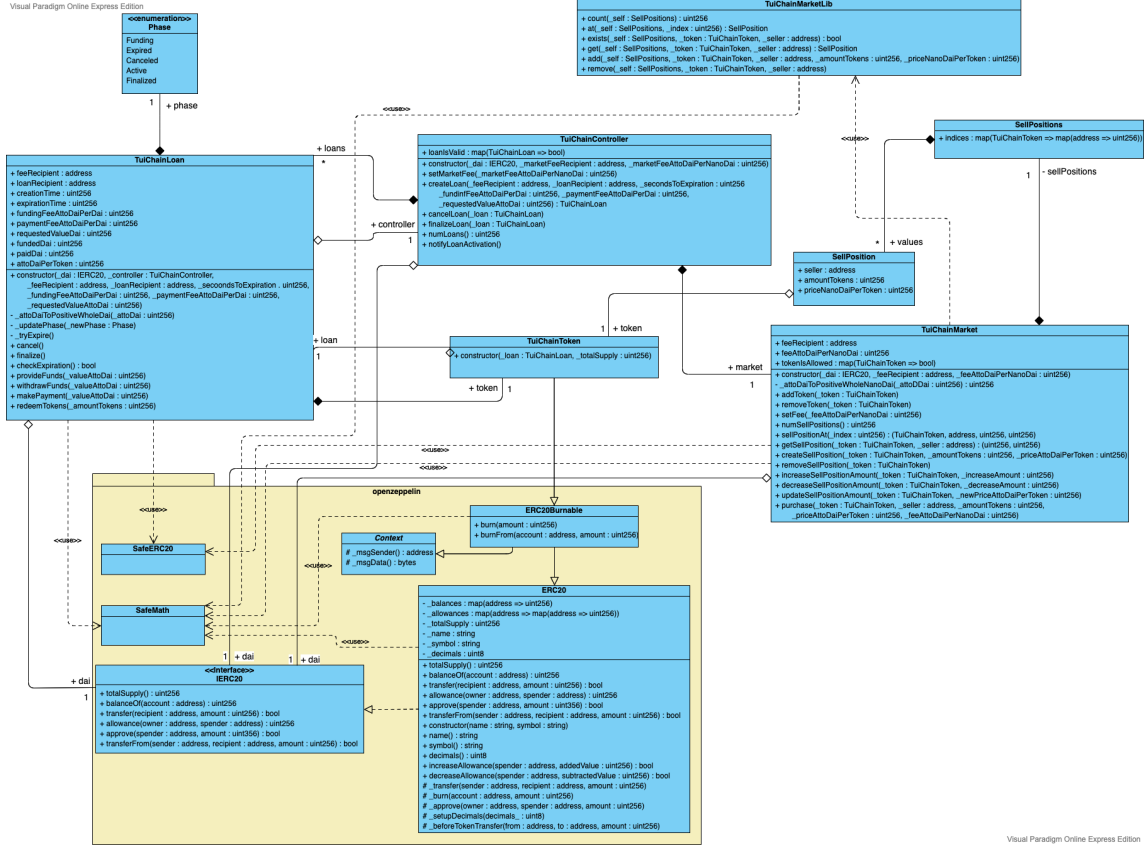 Visual Paradigm Online Express Edition
<<enumeration>>
Phase
Funding
Expired
Canceled
Active
Finalized
1
+ phase
TuiChainMarketLib
+ count(_self : SellPositions) : uint256
+ at(_self : SellPositions, _index : uint256) : SellPosition
+ exists(_self : SellPositions, _token : TuiChainToken, _seller : address) : bool
+ get(_self : SellPositions, _token : TuiChainToken, _seller : address) : SellPosition
+ add(_self : SellPositions, _token : TuiChainToken, _seller : address, _amountTokens : uint256, _priceNanoDaiPerToken : uint256)
+ remove(_self : SellPositions, _token : TuiChainToken, _seller : address)
<<use>>
<<use>>
SellPositions
+ indices : map(TuiChainToken => map(address => uint256))
1
- sellPositions
*
+ values
TuiChainLoan
+ feeRecipient : address
+ loanRecipient : address
+ creationTime : uint256
+ expirationTime : uint256
+ fundingFeeAttoDaiPerDai : uint256
+ paymentFeeAttoDaiPerDai : uint256
+ requestedValueDai : uint256
+ fundedDai : uint256
+ paidDai : uint256
+ attoDaiPerToken : uint256
+ constructor(_dai : IERC20, _controller : TuiChainController,
_feeRecipient : address, _loanRecipient : address, _secoondsToExpiration : uint256,
_fundingFeeAttoDaiPerDai : uint256, _paymentFeeAttoDaiPerDai : uint256,
_requestedValueAttoDai : uint256)
- _attoDaiToPositiveWholeDai(_attoDai : uint256)
- _updatePhase(_newPhase : Phase)
- _tryExpire()
+ cancel()
+ finalize()
+ checkExpiration() : bool
+ provideFunds(_valueAttoDai : uint256)
+ withdrawFunds(_valueAttoDai : uint256)
+ makePayment(_valueAttoDai : uint256)
+ redeemTokens(_amountTokens : uint256)
+ loans
*
+ controller
1
TuiChainController
+ loanIsValid : map(TuiChainLoan => bool)
+ constructor(_dai : IERC20, _marketFeeRecipient : address, _marketFeeAttoDaiPerNanoDai : uint256)
+ setMarketFee(_marketFeeAttoDaiPerNanoDai : uint256)
+ createLoan(_feeRecipient : address, _loanRecipient : address, _secondsToExpiration : uint256
_fundinfFeeAttoDai : uint256, _paymentFeeAttoDaiPerDai : uint256,
_requestedValueAttoDai : uint256) : TuiChainLoan
+ cancelLoan(_loan : TuiChainLoan)
+ finalizeLoan(_loan : TuiChainLoan)
+ numLoans() : uint256
+ notifyLoanActivation()
SellPosition
+ seller : address
+ amountTokens : uint256
+ priceNanoDaiPerToken : uint256
1
+ token
+ loan
1
TuiChainToken
+ constructor(_loan : TuiChainLoan, _totalSupply : uint256)
+ token
1
+ market
1
TuiChainMarket
+ feeRecipient : address
+ feeAttoDaiPerNanoDai : uint256
+ tokenIsAllowed : map(TuiChainToken => bool)
+ constructor(_dai : IERC20, _feeRecipient : address, _feeAttoDaiPerNanoDai : uint256)
- _attoDaiToPositiveWholeNanoDai(_attoDDai : uint256) : uint256
+ addToken(_token : TuiChainToken)
+ removeToken(_token : TuiChainToken)
+ setFee(_feeAttoDaiPerNanoDai : uint256)
+ numSellPositions() : uint256
+ sellPositionAt(_index : uint256) : (TuiChainToken, address, uint256, uint256)
+ getSellPosition(_token : TuiChainToken, _seller : address) : (uint256, uint256)
+ createSellPosition(_token : TuiChainToken, _amountTokens : uint256, _priceAttoDaiPerToken : uint256)
+ removeSellPosition(_token : TuiChainToken)
+ increaseSellPositionAmount(_token : TuiChainToken, _increaseAmount : uint256)
+ decreaseSellPositionAmount(_token : TuiChainToken, _decreaseAmount : uint256)
+ updateSellPositionAmount(_token : TuiChainToken, _newPriceAttoDaiPerToken : uint256)
+ purchase(_token : TuiChainToken, _seller : address, _amountTokens : uint256,
_priceAttoDaiPerToken : uint256, _feeAttoDaiPerNanoDai : uint256)
<<use>>
<<use>>
openzeppelin
<<use>>
<<use>>
<<use>>
<<use>>
SafeERC20
SafeMath
Context
# _msgSender() : address
# _msgData() : bytes
ERC20Burnable
+ burn(amount : uint256)
+ burnFrom(account : address, amount : uint256)
ERC20
- _balances : map(address => uint256)
- _allowances : map(address => map(address => uint256))
- _totalSupply : uint256
- _name : string
- _symbol : string
- _decimals : uint8
+ totalSupply() : uint256
+ balanceOf(account : address) : uint256
+ transfer(recipient : address, amount : uint256) : bool
+ allowance(owner : address, spender : address) : uint256
+ approve(spender : address, amount : uint356) : bool
+ transferFrom(sender : address, recipient : address, amount : uint256) : bool
+ constructor(name : string, symbol : string)
+ name() : string
+ symbol() : string
+ decimals() : uint8
+ increaseAllowance(spender : address, addedValue : uint256) : bool
+ decreaseAllowance(spender : address, subtractedValue : uint256) : bool
# _transfer(sender : address, recipient : address, amount : uint256)
# _burn(account : address, amount : uint256)
# _approve(owner : address, spender : address, amount : uint256)
# _setupDecimals(decimals_ : uint8)
# _beforeTokenTransfer(from : address, to : address, amount : uint256)
1
+ dai
1
+ dai
+ dai
1
<<Interface>>
IERC20
+ totalSupply() : uint256
+ balanceOf(account : address) : uint256
+ transfer(recipient : address, amount : uint256) : bool
+ allowance(owner : address, spender : address) : uint256
+ approve(spender : address, amount : uint356) : bool
+ transferFrom(sender : address, recipient : address, amount : uint256) : bool
Visual Paradigm Online Express Edition